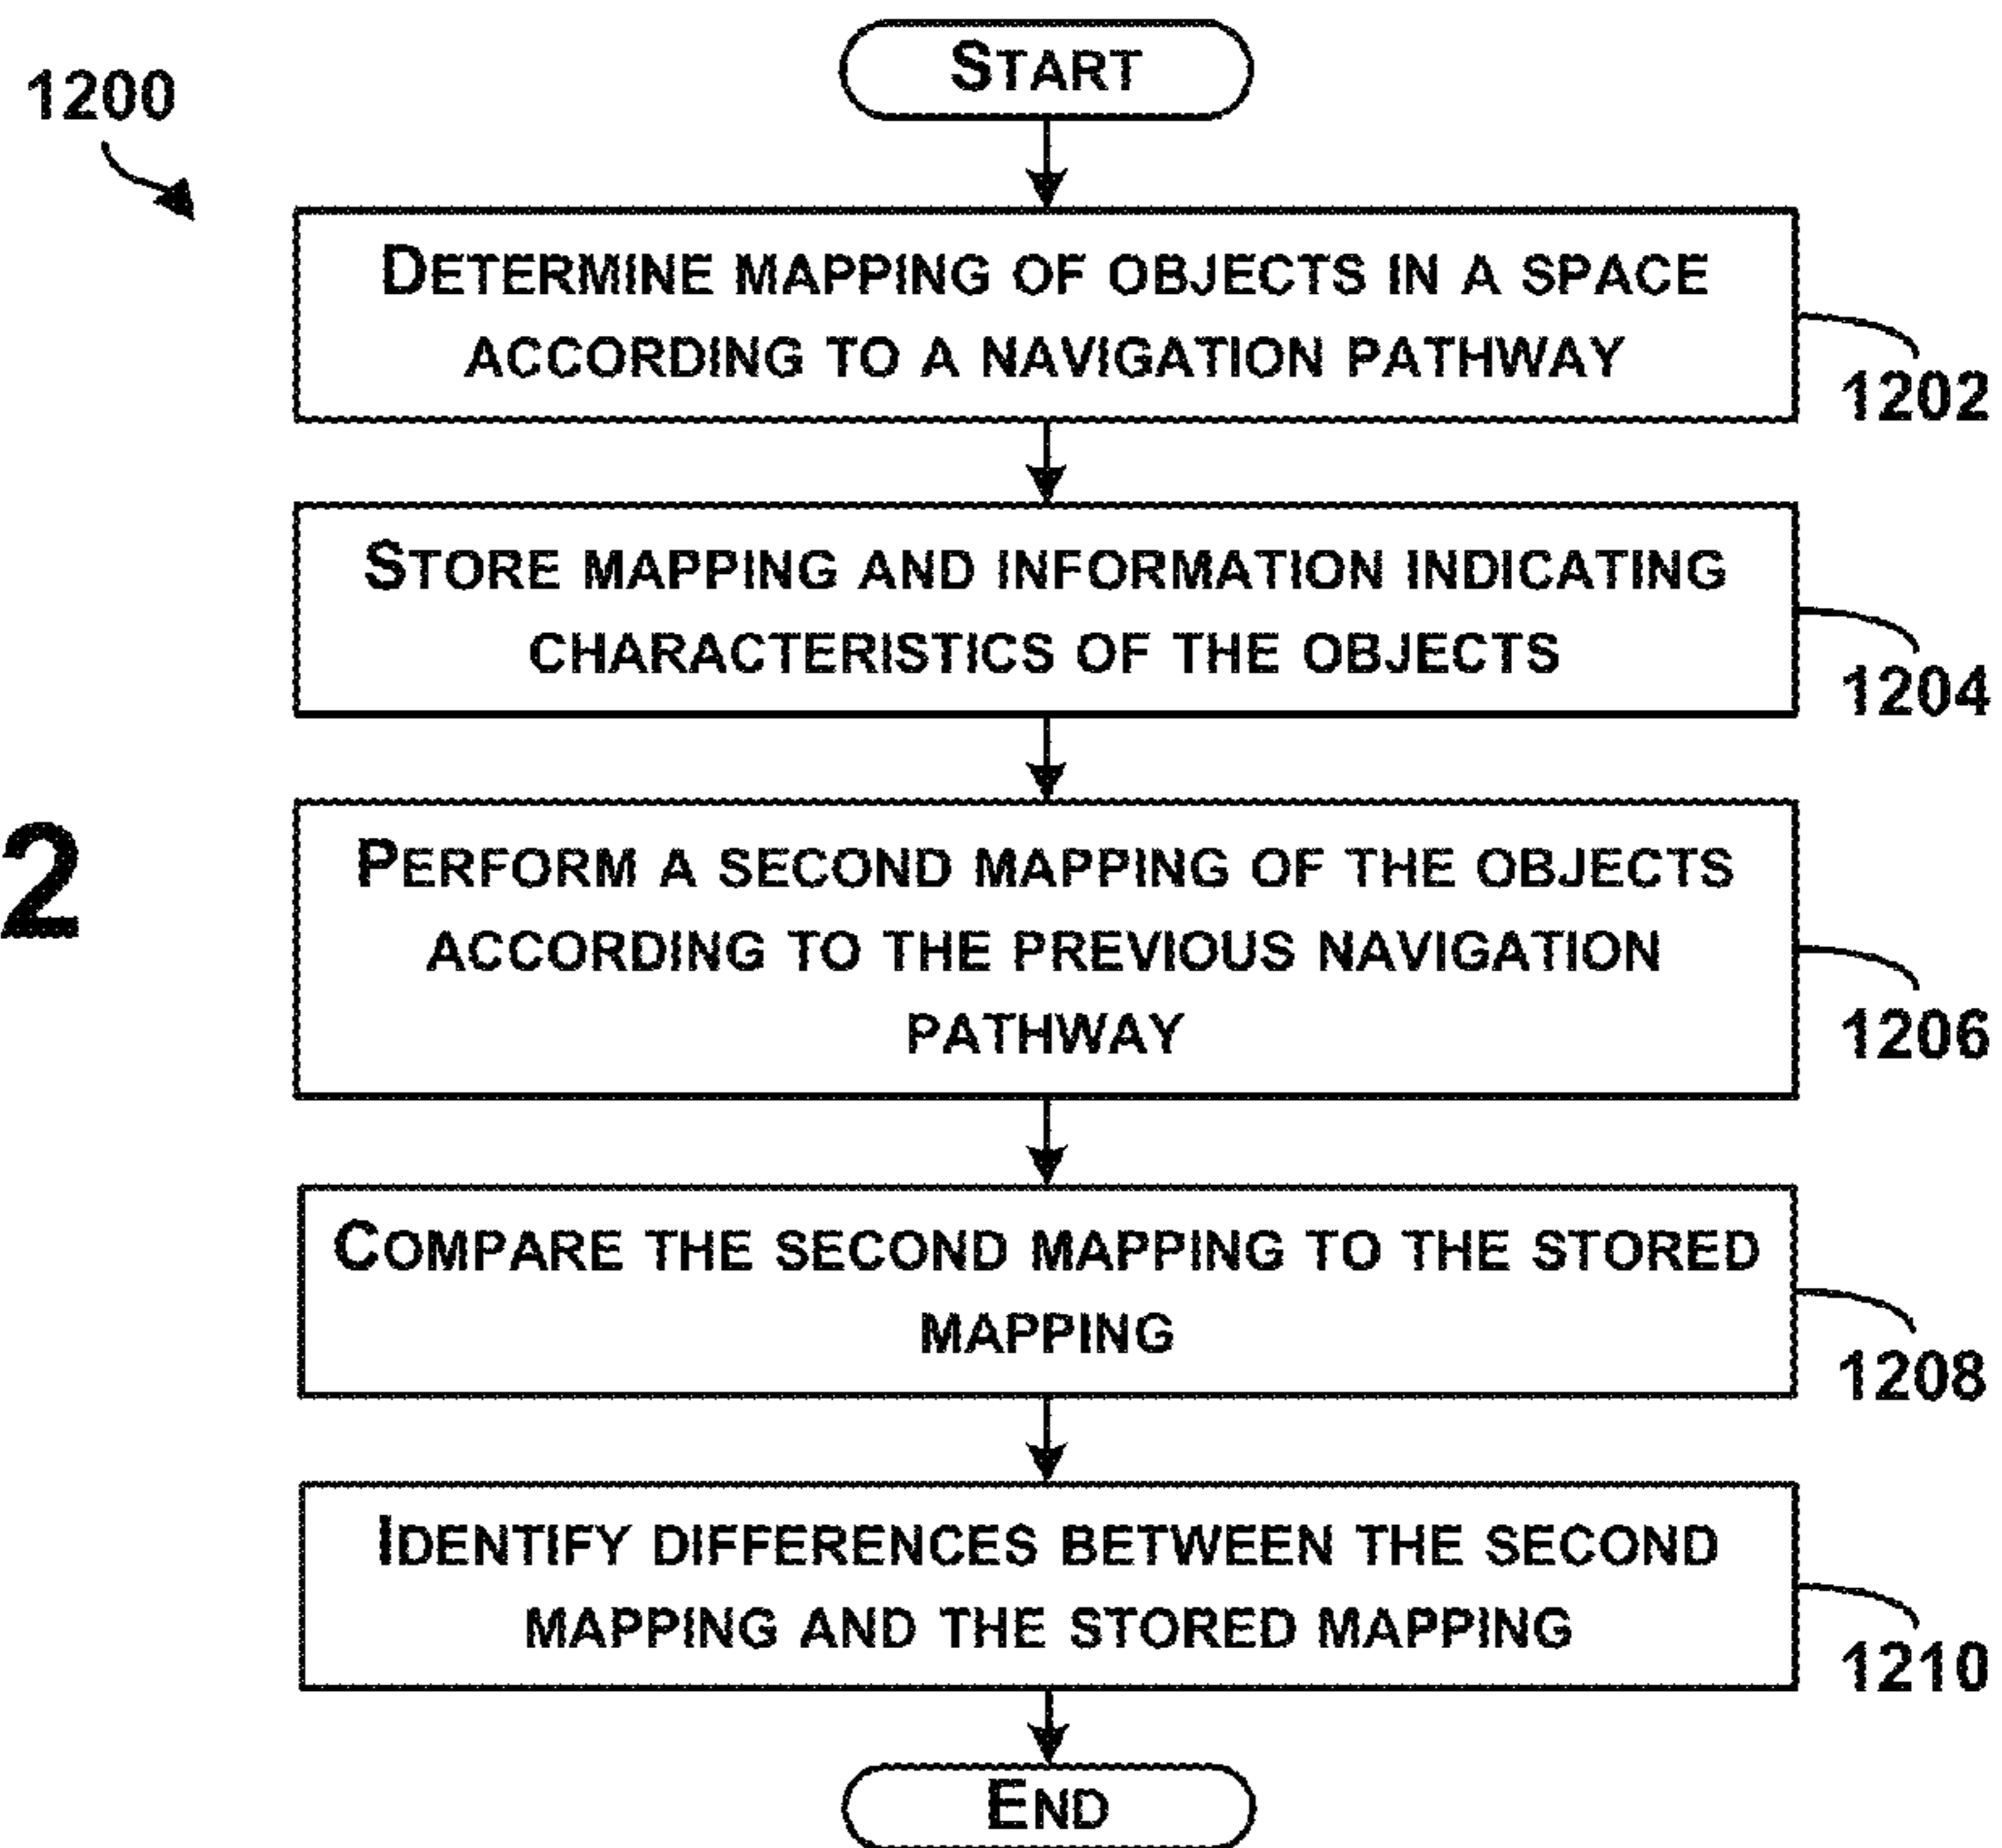 START
1200
DETERMINE MAPPING OF OBJECTS IN A SPACE
ACCORDING TO A NAVIGATION PATHWAY
1202
STORE MAPPING AND INFORMATION INDICATING
CHARACTERISTICS OF THE OBJECTS
1204
2
PERFORM A SECOND MAPPING OF THE OBJECTS
ACCORDING TO THE PREVIOUS NAVIGATION
PATHWAY
1206
COMPARE THE SECOND MAPPING TO THE STORED
MAPPING
1208
IDENTIFY DIFFERENCES BETWEEN THE SECOND
MAPPING AND THE STORED MAPPING
1210
END